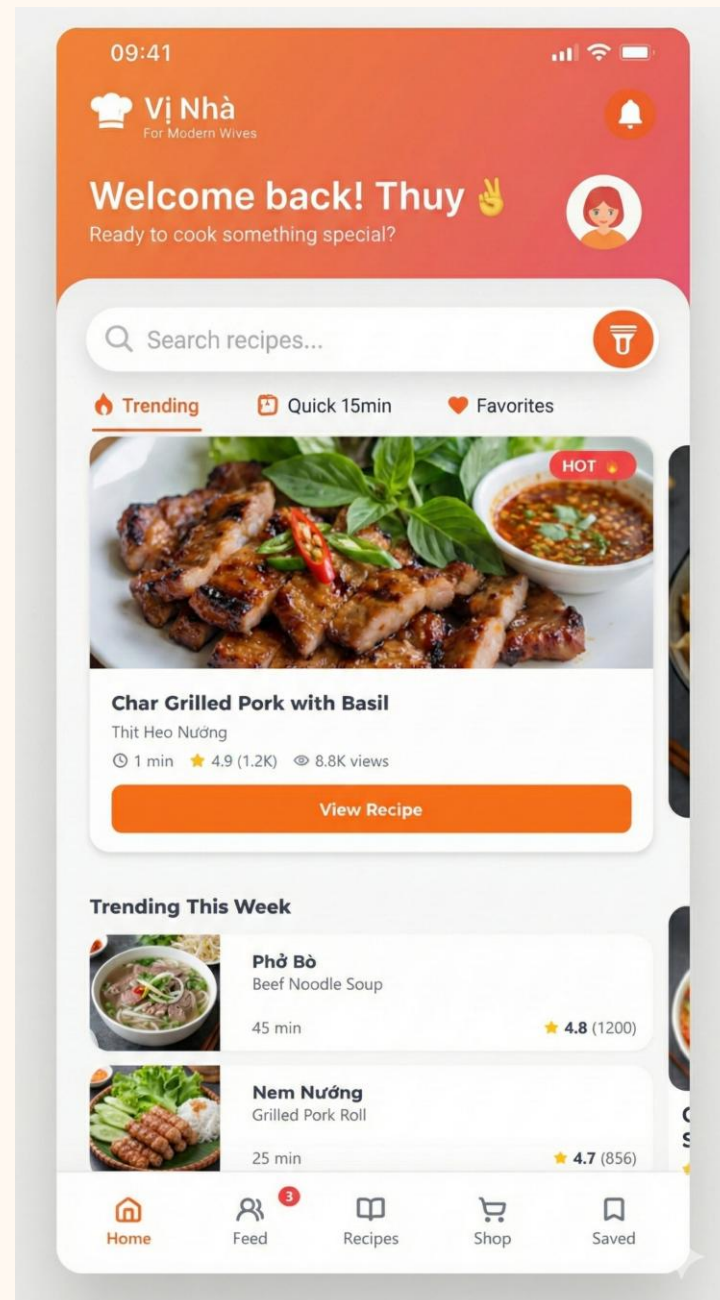 09:41
Vị Nhà
For Modern Wives
Welcome back! Thuy ✌️
Ready to cook something special?
Search recipes...
Trending
Quick 15min
Favorites
HOT 🔥
Char Grilled Pork with Basil
Thịt Heo Nướng
1 min ⭐ 4.9 (1.2K) 8.8K views
View Recipe
Trending This Week
Phở Bò
Beef Noodle Soup
45 min ⭐ 4.8 (1200)
Nem Nướng
Grilled Pork Roll
25 min ⭐ 4.7 (856)
3
Home
Feed
Recipes
Shop
Saved